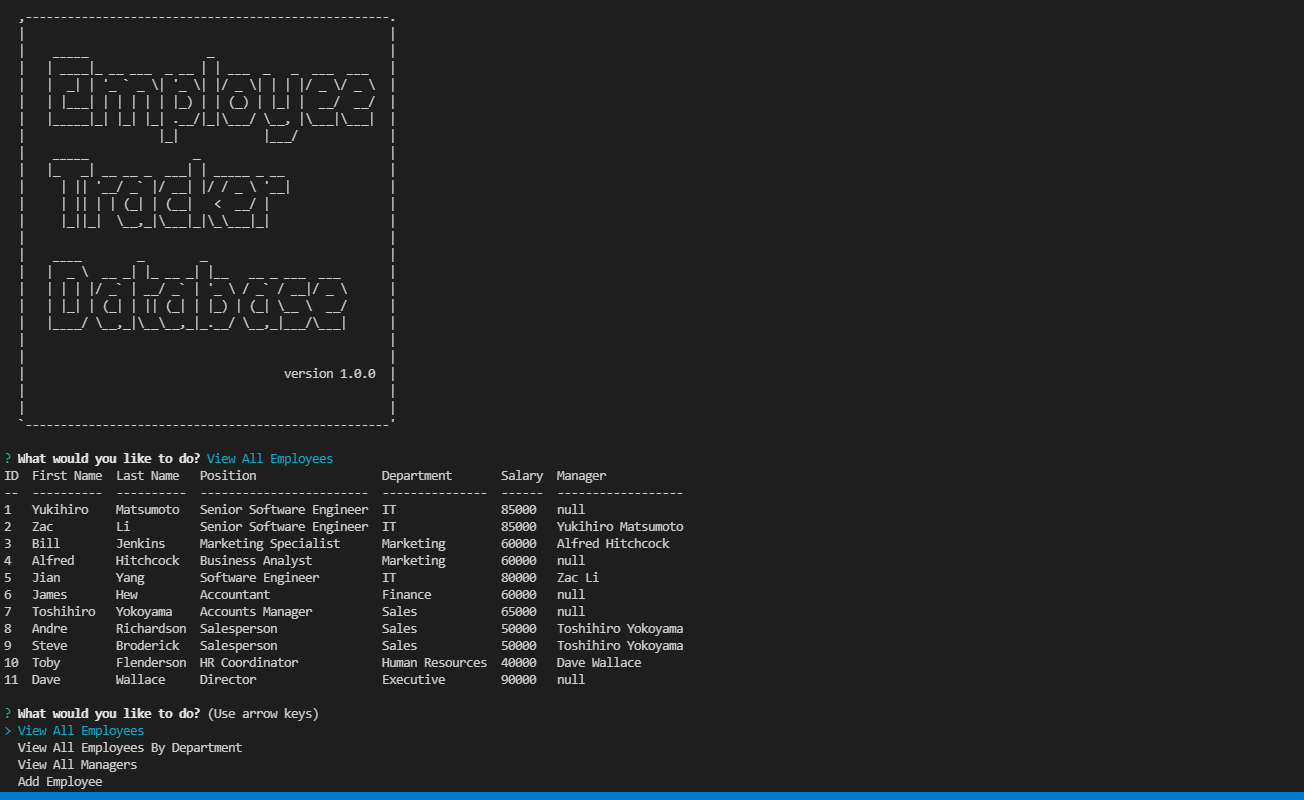 Employee
Tracker
Database
version 1.0.0
? What would you like to do? View All Employees
ID  First Name  Last Name   Position                  Department       Salary  Manager
--  ----------  ----------  ------------------------  ---------------  ------  ------------------
1   Yukihiro    Matsumoto   Senior Software Engineer  IT               85000   null
2   Zac         Li          Senior Software Engineer  IT               85000   Yukihiro Matsumoto
3   Bill        Jenkins     Marketing Specialist      Marketing        60000   Alfred Hitchcock
4   Alfred      Hitchcock   Business Analyst          Marketing        60000   null
5   Jian        Yang        Software Engineer         IT               80000   Zac Li
6   James       Hew         Accountant                Finance          60000   null
7   Toshihiro   Yokoyama    Accounts Manager          Sales            65000   null
8   Andre       Richardson  Salesperson               Sales            50000   Toshihiro Yokoyama
9   Steve       Broderick   Salesperson               Sales            50000   Toshihiro Yokoyama
10  Toby        Flenderson  HR Coordinator            Human Resources  40000   Dave Wallace
11  Dave        Wallace     Director                  Executive        90000   null
? What would you like to do? (Use arrow keys)
> View All Employees
View All Employees By Department
View All Managers
Add Employee